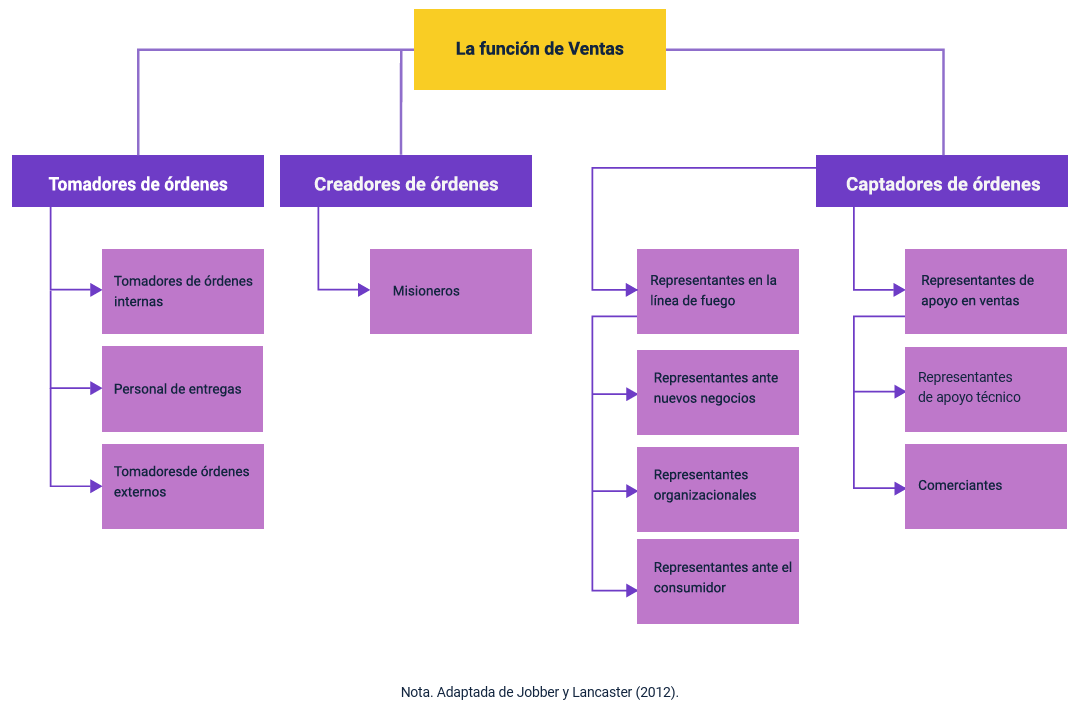 La función de Ventas
Tomadores de órdenes
Creadores de órdenes
Captadores de órdenes
Tomadores de órdenes
internas
Personal de entregas
Tomadoresde órdenes
externos
Misioneros
Representantes en la
línea de fuego
Representantes ante
nuevos negocios
Representantes
organizacionales
Representantes ante el
consumidor
Representantes de
apoyo en ventas
Representantes
de apoyo técnico
Comerciantes
Nota. Adaptada de Jobber y Lancaster (2012).